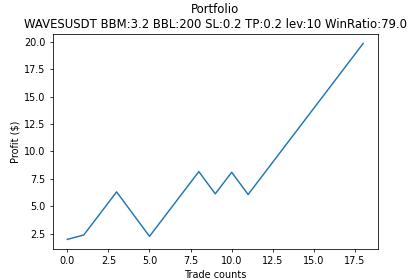 Portfolio
WAVESUSDT BBM:3.2 BBL:200 SL:0.2 TP:0.2 lev:10 WinRatio:79.0
20.0
17.5
15.0
12.5
10.0
7.5
5.0
2.5
Profit ($)
0.0 2.5 5.0 7.5 10.0 12.5 15.0 17.5
Trade counts